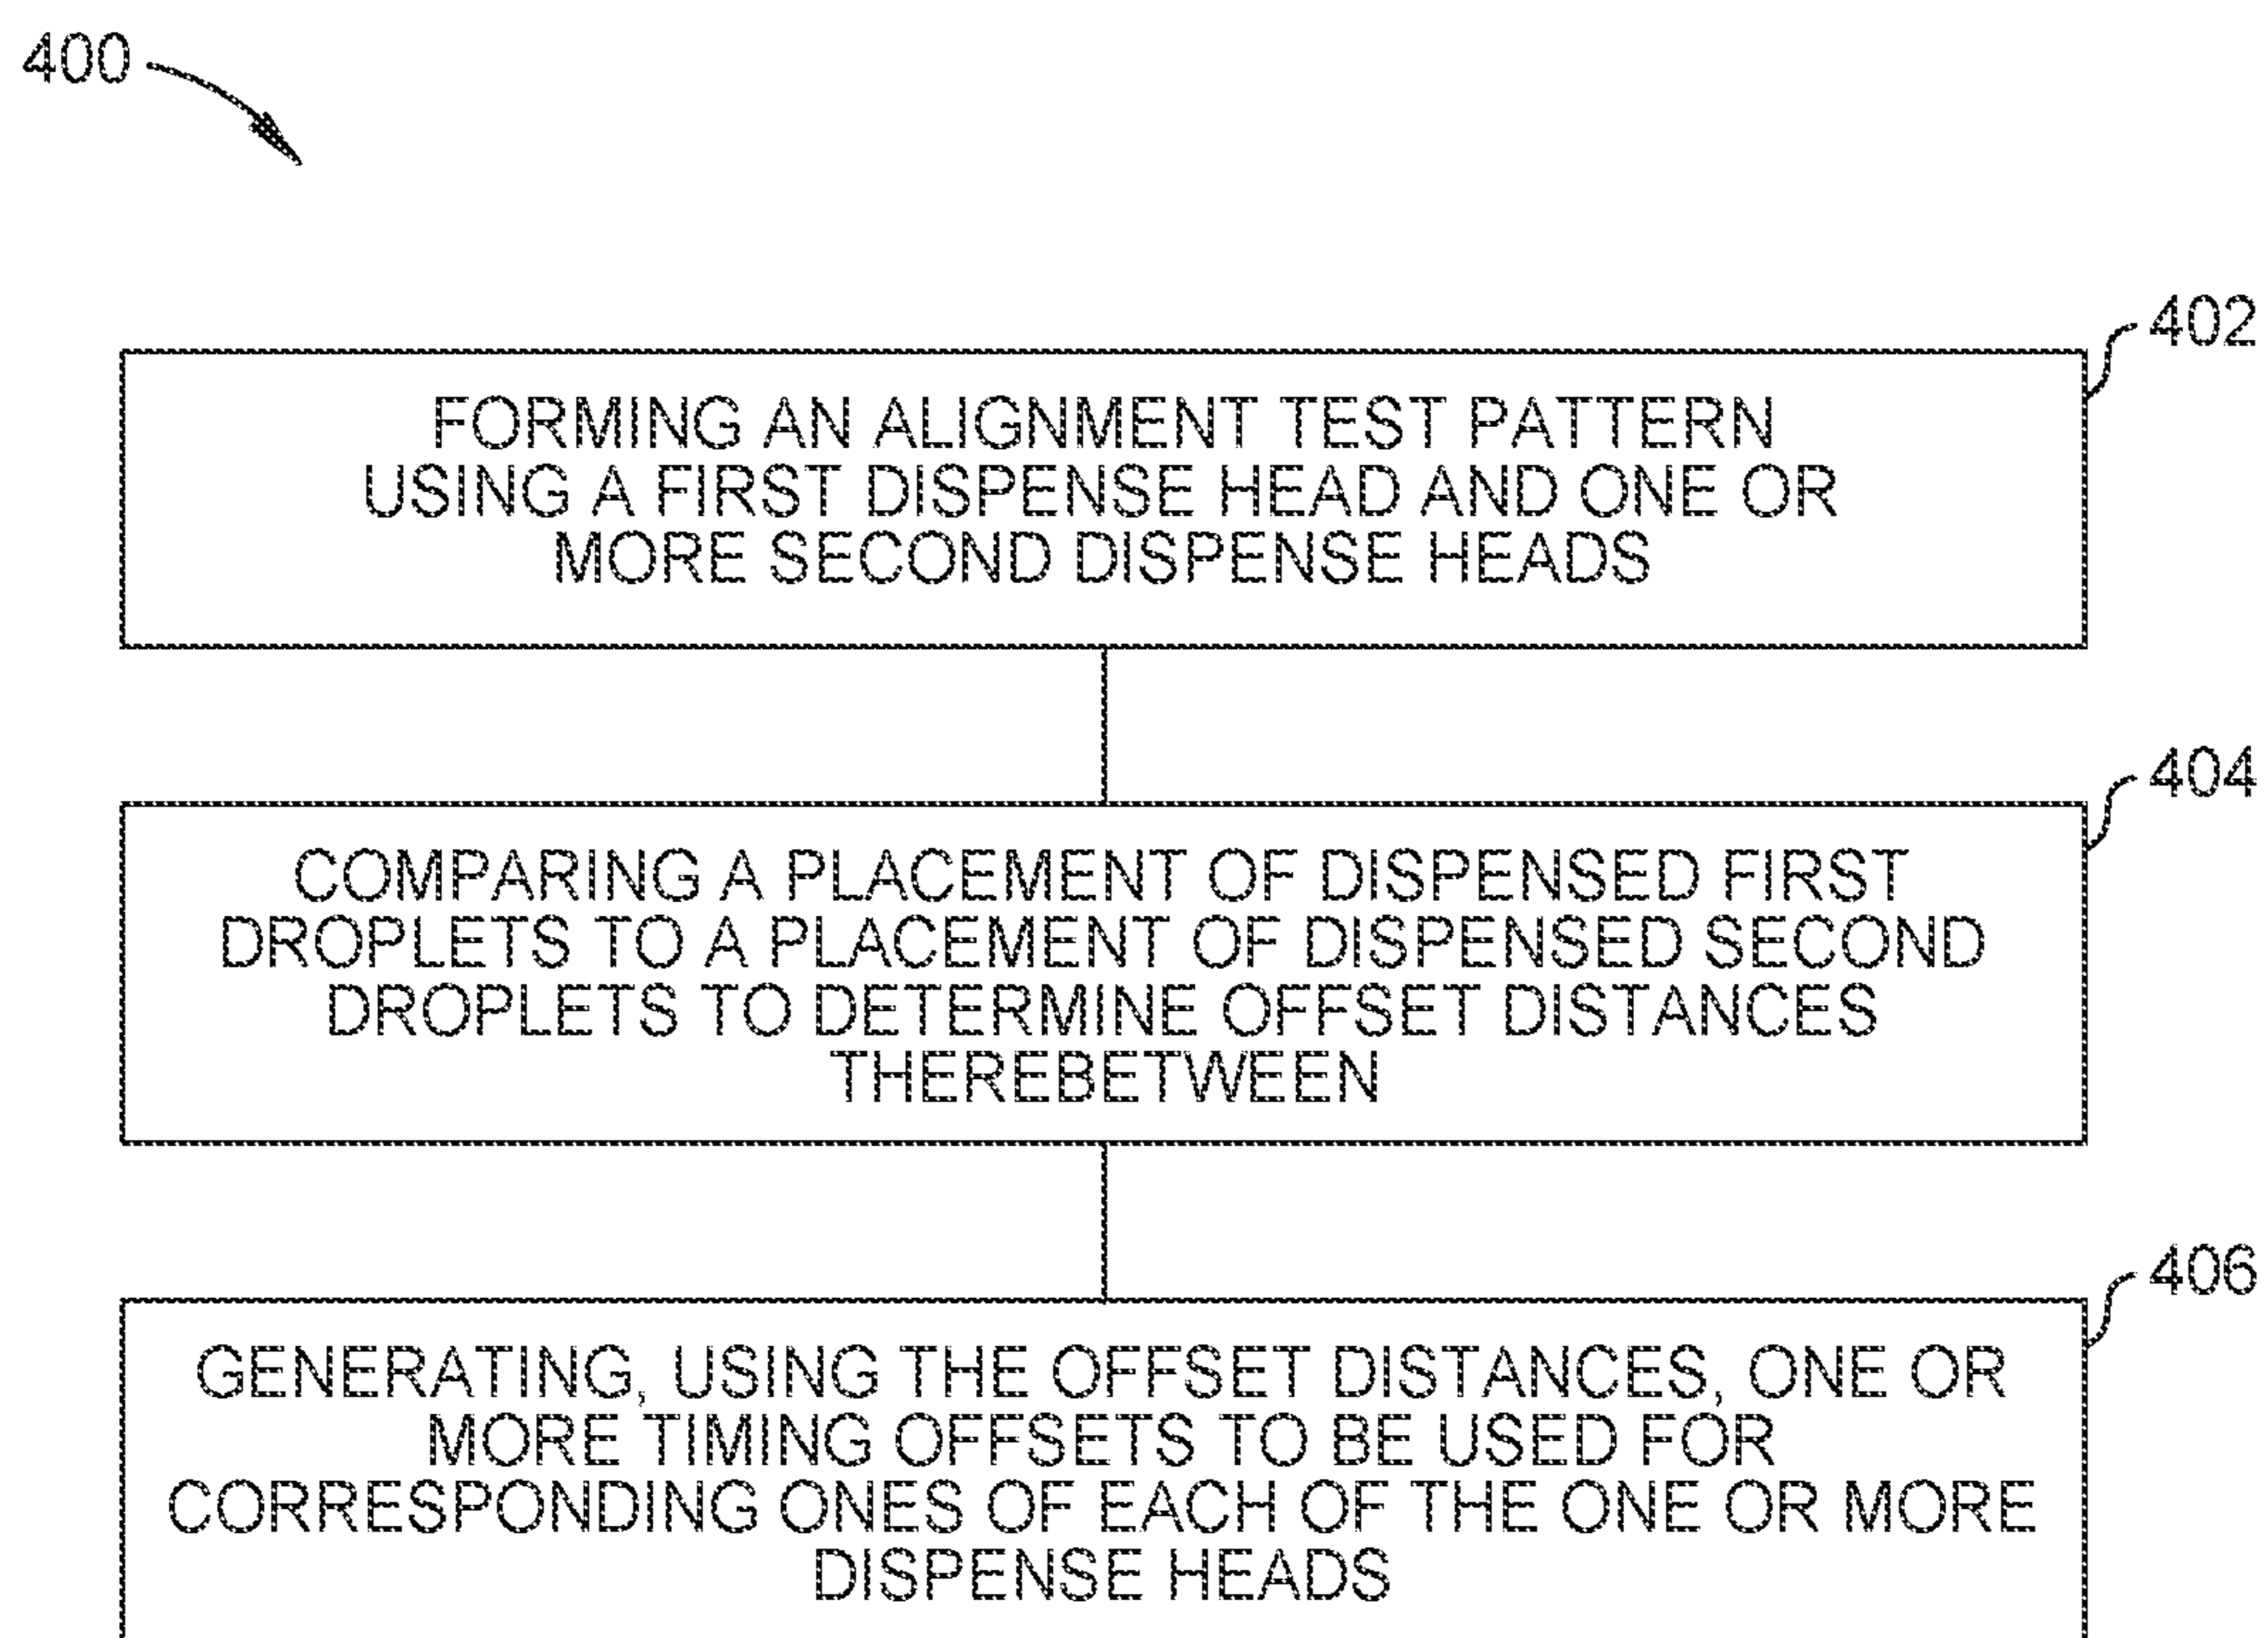 400
402
FORMING AN ALIGNMENT TEST PATTERN
USING A FIRST DISPENSE HEAD AND ONE OR
MORE SECOND DISPENSE HEADS
404
COMPARING A PLACEMENT OF DISPENSED FIRST
DROPLETS TO A PLACEMENT OF DISPENSED SECOND
DROPLETS TO DETERMINE OFFSET DISTANCES
THEREBETWEEN
406
GENERATING, USING THE OFFSET DISTANCES, ONE OR
MORE TIMING OFFSETS TO BE USED FOR
CORRESPONDING ONES OF EACH OF THE ONE OR MORE
DISPENSE HEADS